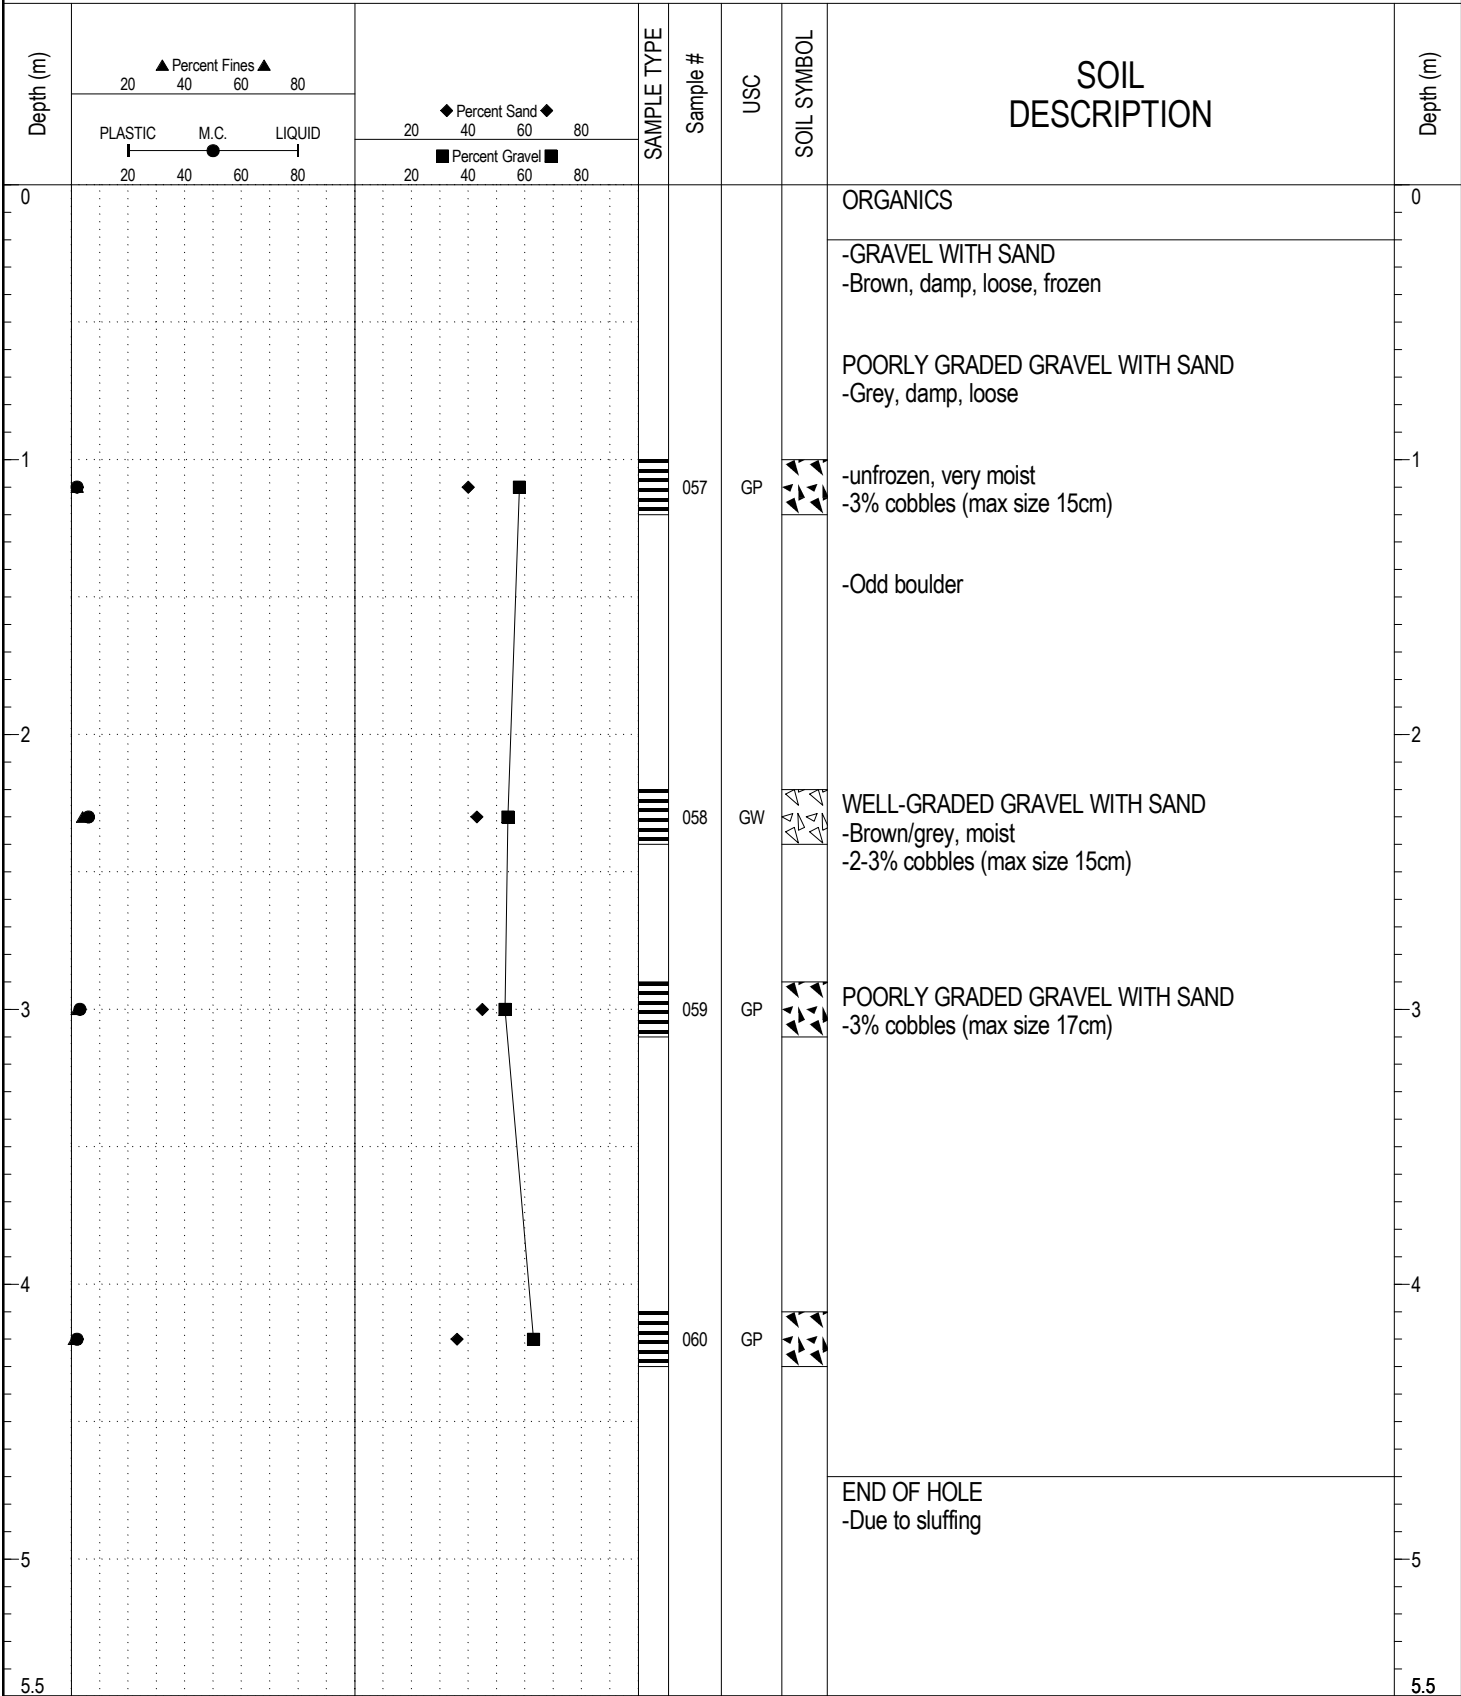 Depth (m)
▲ Percent Fines ▲
20 40 60 80
PLASTIC M.C. LIQUID
20 40 60 80
◆ Percent Sand ◆
20 40 60 80
■ Percent Gravel ■
20 40 60 80
SAMPLE TYPE
Sample #
USC
SOIL SYMBOL
SOIL
DESCRIPTION
Depth (m)
0
ORGANICS
0
-GRAVEL WITH SAND
-Brown, damp, loose, frozen
POORLY GRADED GRAVEL WITH SAND
-Grey, damp, loose
1
1
057 GP
-unfrozen, very moist
-3% cobbles (max size 15cm)
-Odd boulder
2
2
058 GW
WELL-GRADED GRAVEL WITH SAND
-Brown/grey, moist
-2-3% cobbles (max size 15cm)
3
059 GP
POORLY GRADED GRAVEL WITH SAND
-3% cobbles (max size 17cm)
3
4
4
060 GP
END OF HOLE
-Due to sluffing
5
5
5.5
5.5